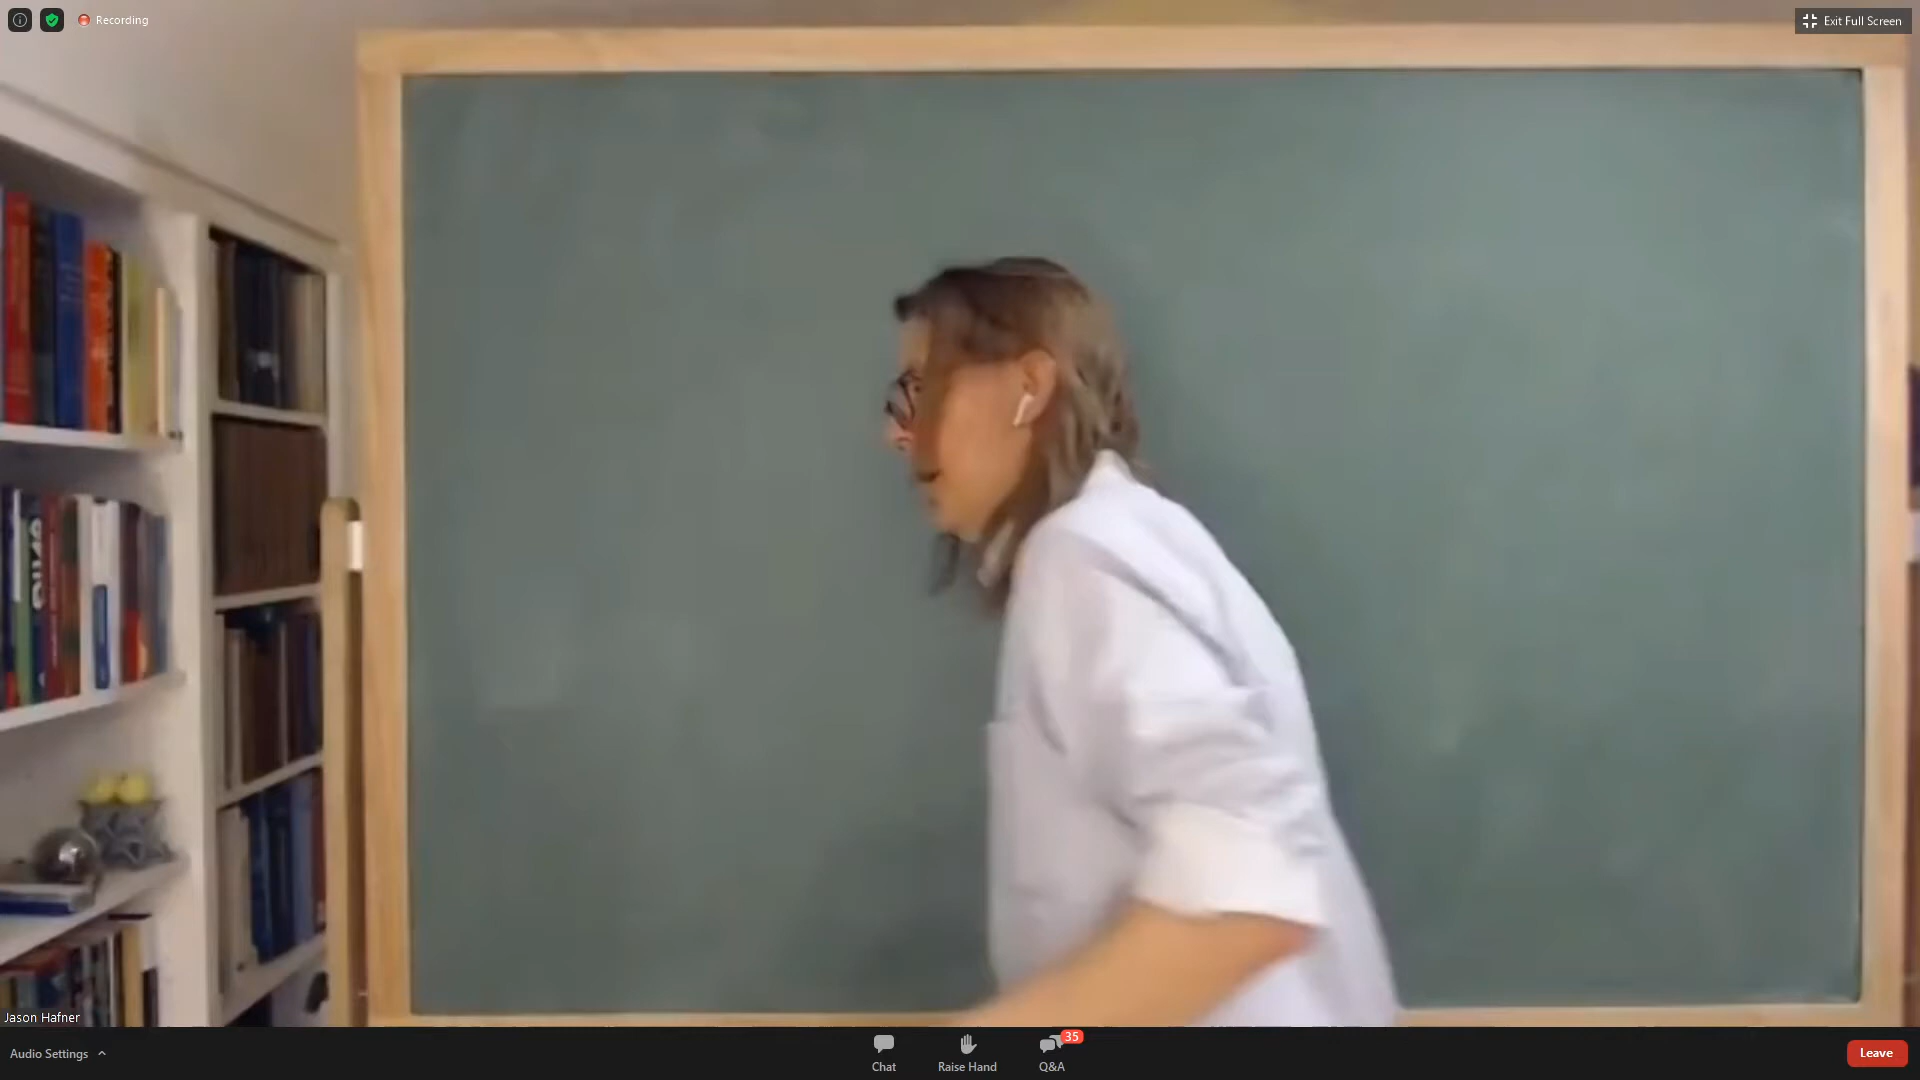 Recording
Exit Full Screen
Jason Hafner
Audio Settings
Chat
Raise Hand
35
Q&A
Leave